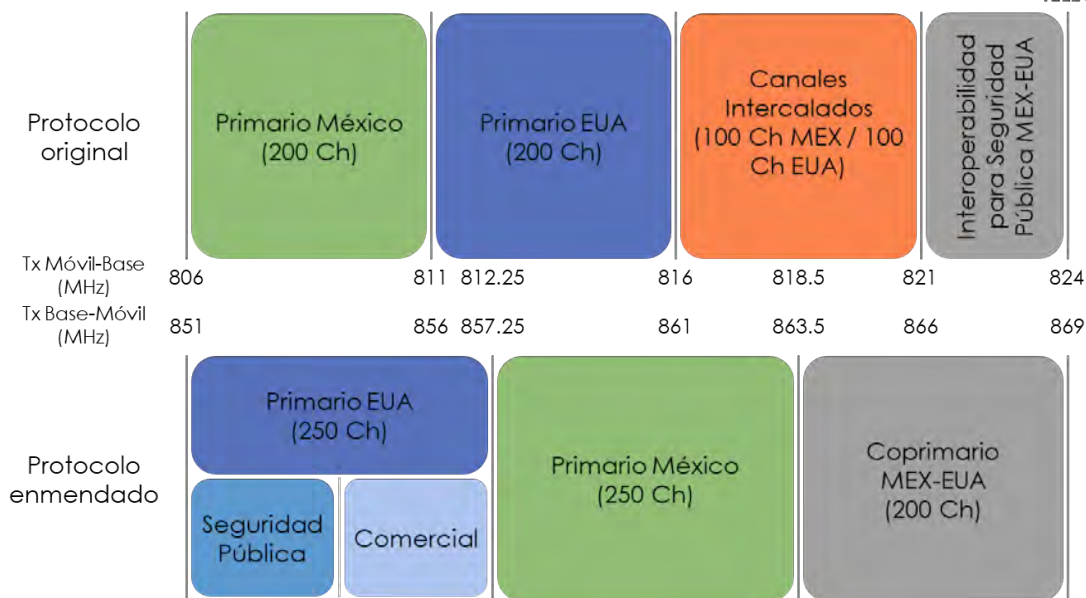 Protocolo
original
Primario México
(200 Ch)
Primario EUA
(200 Ch)
Canales
Intercalados
(100 Ch MEX / 100
Ch EUA)
Interoperabilidad
para Seguridad
Pública MEX-EUA
Tx Móvil-Base
(MHz)
806
811
812.25
816
818.5
821
824
Tx Base-Móvil
(MHz)
851
856
857.25
861
863.5
866
869
Protocolo
enmendado
Primario EUA
(250 Ch)
Seguridad
Pública
Comercial
Primario México
(250 Ch)
Coprimario
MEX-EUA
(200 Ch)